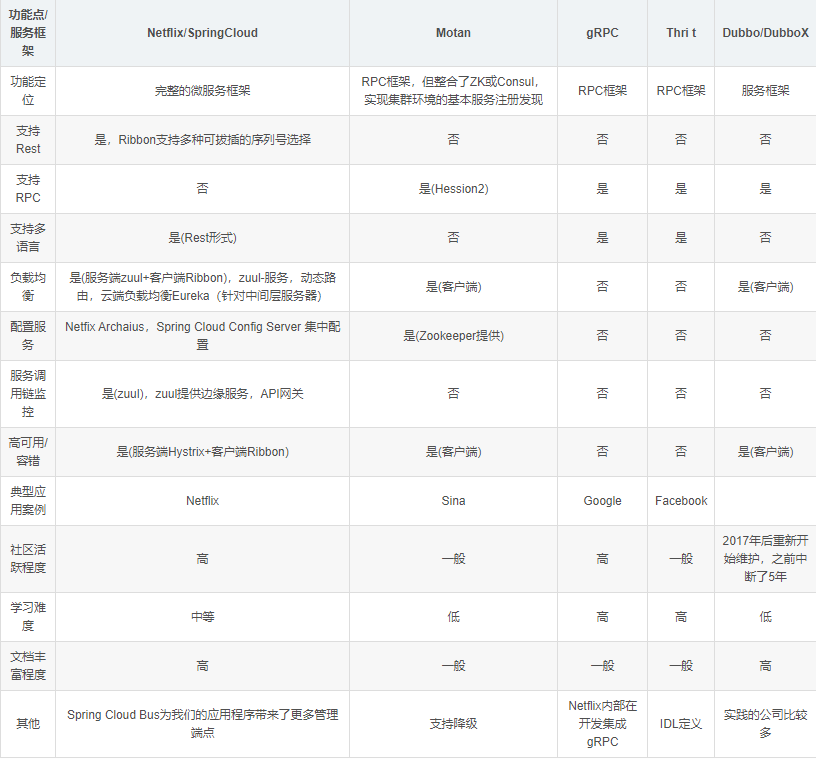 功能点/
服务框
架
Netflix/SpringCloud
Motan
gRPC
Thri t
Dubbo/DubboX
功能定
位
完整的微服务框架
RPC框架，但整合了ZK或Consul，
实现集群环境的基本服务注册发现
RPC框架
RPC框架
服务框架
支持
Rest
是，Ribbon支持多种可拔插的序列号选择
否
否
否
否
支持
RPC
否
是(Hession2)
是
是
是
支持多
语言
是(Rest形式)
否
是
是
否
负载均
衡
是(服务端zuul+客户端Ribbon)，zuul-服务，动态路
由，云端负载均衡Eureka（针对中间层服务器）
是(客户端)
否
否
是(客户端)
配置服
务
Netfix Archaius，Spring Cloud Config Server 集中配
置
是(Zookeeper提供)
否
否
否
服务调
用链监
控
是(zuul)，zuul提供边缘服务，API网关
否
否
否
否
高可用/
容错
是(服务端Hystrix+客户端Ribbon)
是(客户端)
否
否
是(客户端)
典型应
用案例
Netflix
Sina
Google
Facebook
社区活
跃程度
高
一般
高
一般
2017年后重新开
始维护，之前中
断了5年
学习难
度
中等
低
高
高
低
文档丰
富程度
高
一般
一般
一般
高
其他
Spring Cloud Bus为我们的应用程序带来了更多管理
端点
支持降级
Netflix内部在
开发集成
gRPC
IDL定义
实践的公司比较
多